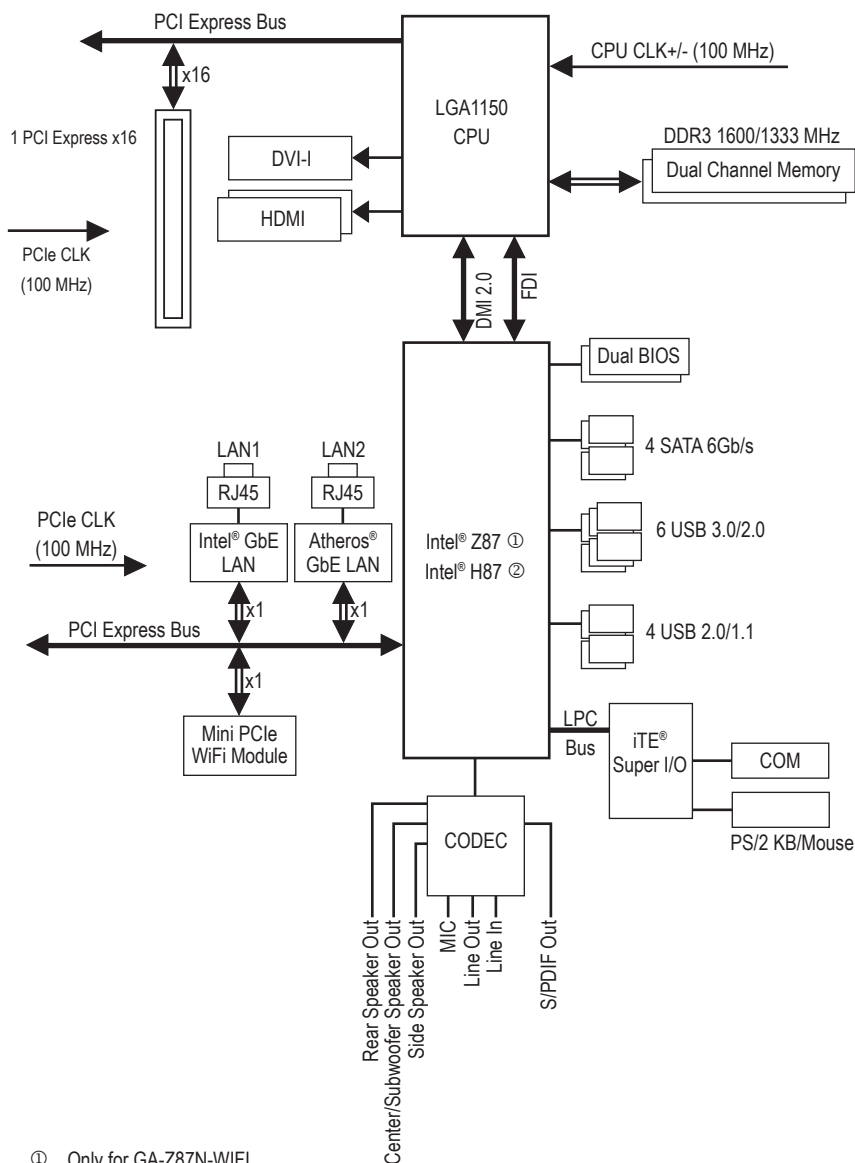 PCI Express Bus
x16
1 PCI Express x16
PCIe CLK
(100 MHz)
LGA1150
CPU
CPU CLK+/- (100 MHz)
DDR3 1600/1333 MHz
Dual Channel Memory
DVI-I
HDMI
DMI 2.0
FDI
Dual BIOS
4 SATA 6Gb/s
6 USB 3.0/2.0
4 USB 2.0/1.1
Intel® Z87 ①
Intel® H87 ②
LAN1
RJ45
Intel® GbE
LAN
LAN2
RJ45
Atheros®
GbE LAN
PCIe CLK
(100 MHz)
x1
x1
PCI Express Bus
x1
Mini PCIe
WiFi Module
LPC
Bus
iTE®
Super I/O
COM
PS/2 KB/Mouse
CODEC
Rear Speaker Out
Center/Subwoofer Speaker Out
Side Speaker Out
MIC
Line Out
Line In
S/PDIF Out
① Only for GA-Z87N-WIFI